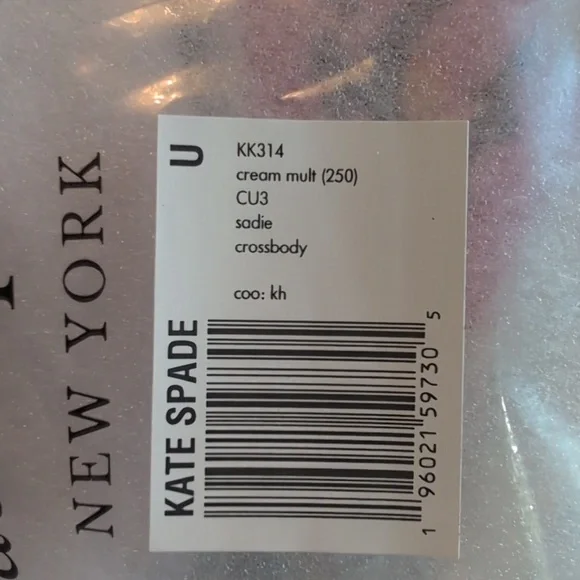 NEW YORK
U
KK314
cream mult (250)
CU3
sadie
crossbody
coo: kh
KATE SPADE
1 96021 59730 5